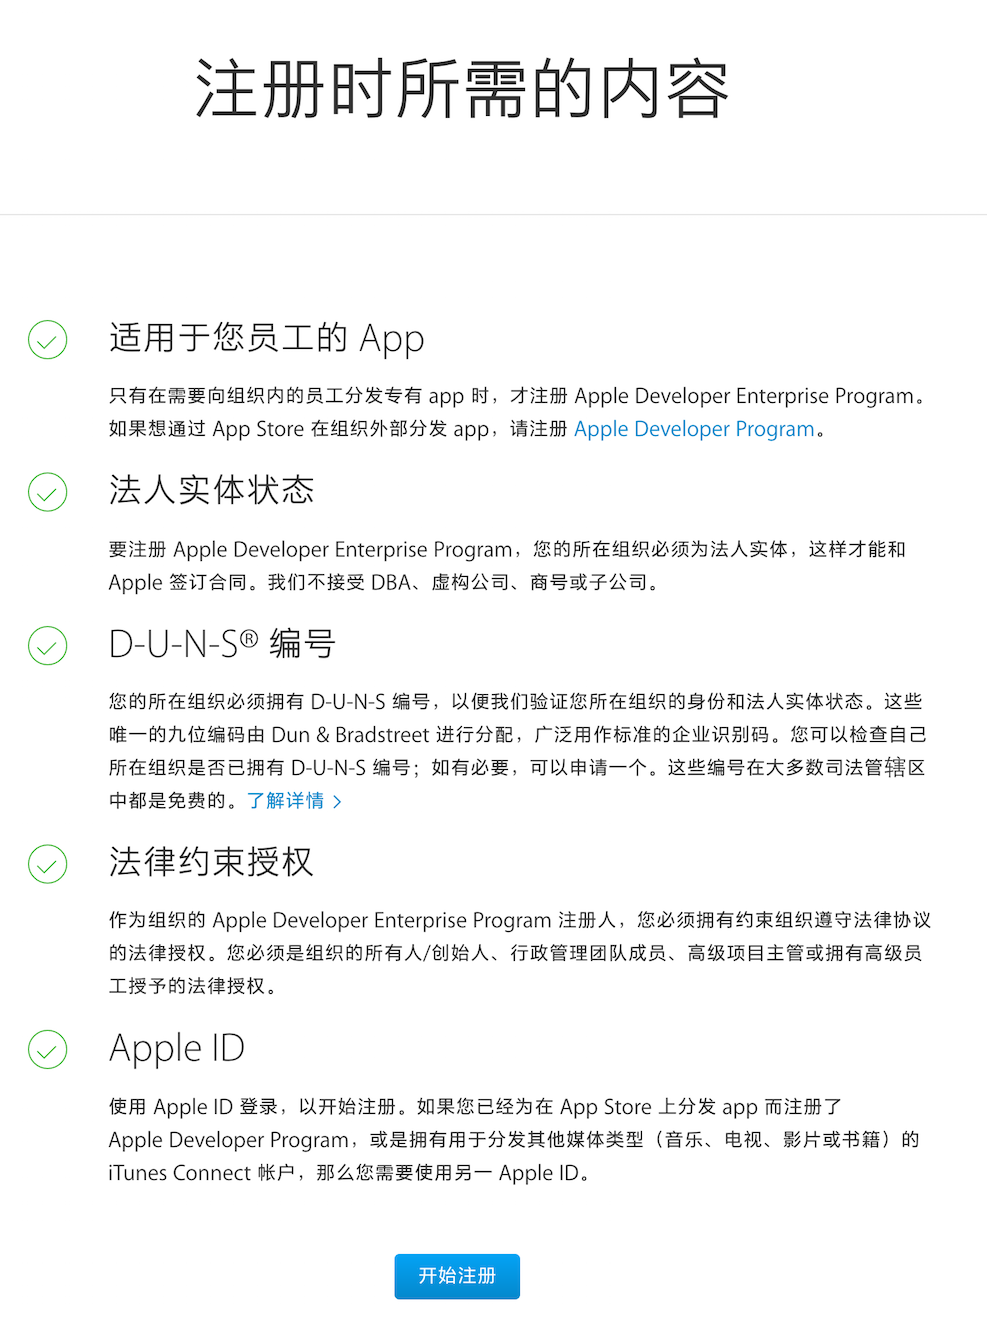 注册时所需的内容
适用于您员工的 App
只有在需要向组织内的员工分发专有 app 时，才注册 Apple Developer Enterprise Program。
如果想通过 App Store 在组织外部分发 app，请注册 Apple Developer Program。
法人实体状态
要注册 Apple Developer Enterprise Program，您的所在组织必须为法人实体，这样才能和
Apple 签订合同。我们不接受 DBA、虚构公司、商号或子公司。
D-U-N-S® 编号
您的所在组织必须拥有 D-U-N-S 编号，以便我们验证您所在组织的身份和法人实体状态。这些
唯一的九位编码由 Dun & Bradstreet 进行分配，广泛用作标准的企业识别码。您可以检查自己
所在组织是否已拥有 D-U-N-S 编号；如有必要，可以申请一个。这些编号在大多数司法管辖区
中都是免费的。了解详情 >
法律约束授权
作为组织的 Apple Developer Enterprise Program 注册人，您必须拥有约束组织遵守法律协议
的法律授权。您必须是组织的所有人/创始人、行政管理团队成员、高级项目主管或拥有高级员
工授予的法律授权。
Apple ID
使用 Apple ID 登录，以开始注册。如果您已经为在 App Store 上分发 app 而注册了
Apple Developer Program，或是拥有用于分发其他媒体类型（音乐、电视、影片或书籍）的
iTunes Connect 帐户，那么您需要使用另一 Apple ID。
开始注册